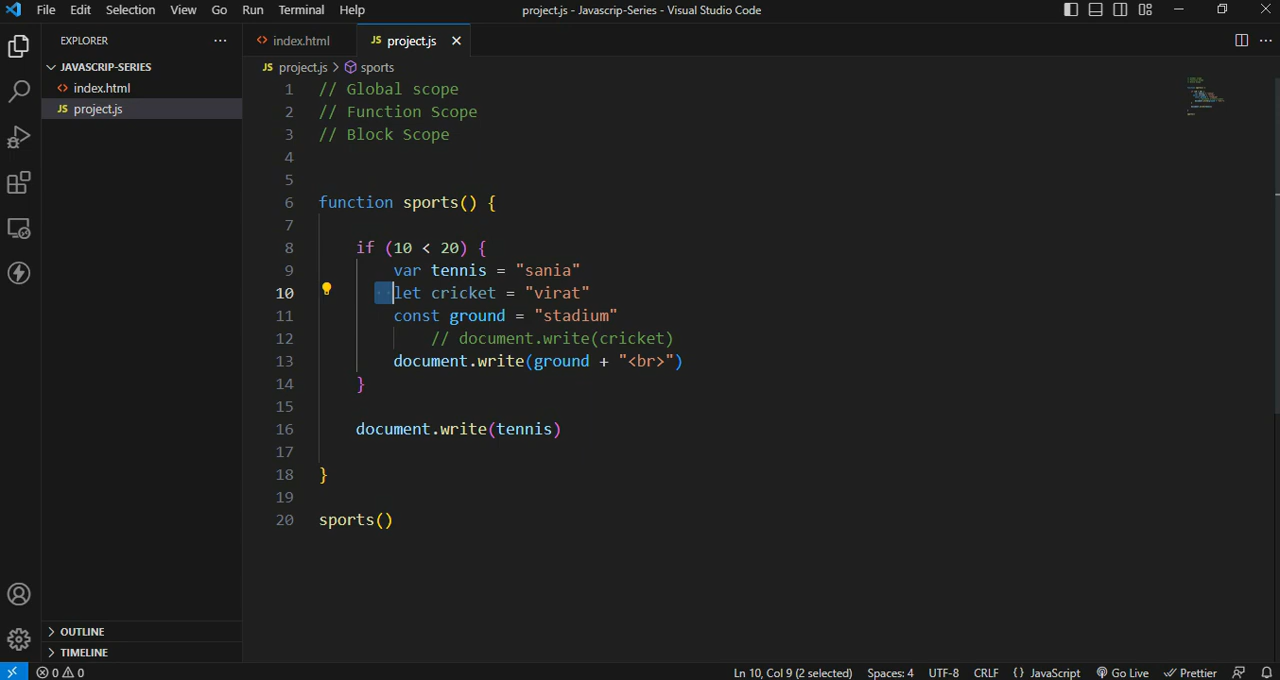 File Edit Selection View Go Run Terminal Help project.js - Javascrip-Series - Visual Studio Code
EXPLORER
JAVASCRIP-SERIES
index.html
JS project.js
index.html JS project.js
JS project.js > sports
1 // Global scope
2 // Function Scope
3 // Block Scope
4
5
6 function sports() {
7
8 if (10 < 20) {
9 var tennis = "sania"
10 let cricket = "virat"
11 const ground = "stadium"
12 // document.write(cricket)
13 document.write(ground + "<br>")
14 }
15
16 document.write(tennis)
17
18 }
19
20 sports()
OUTLINE
TIMELINE
0 0 Ln 10, Col 9 (2 selected) Spaces: 4 UTF-8 CRLF {} JavaScript Go Live Prettier